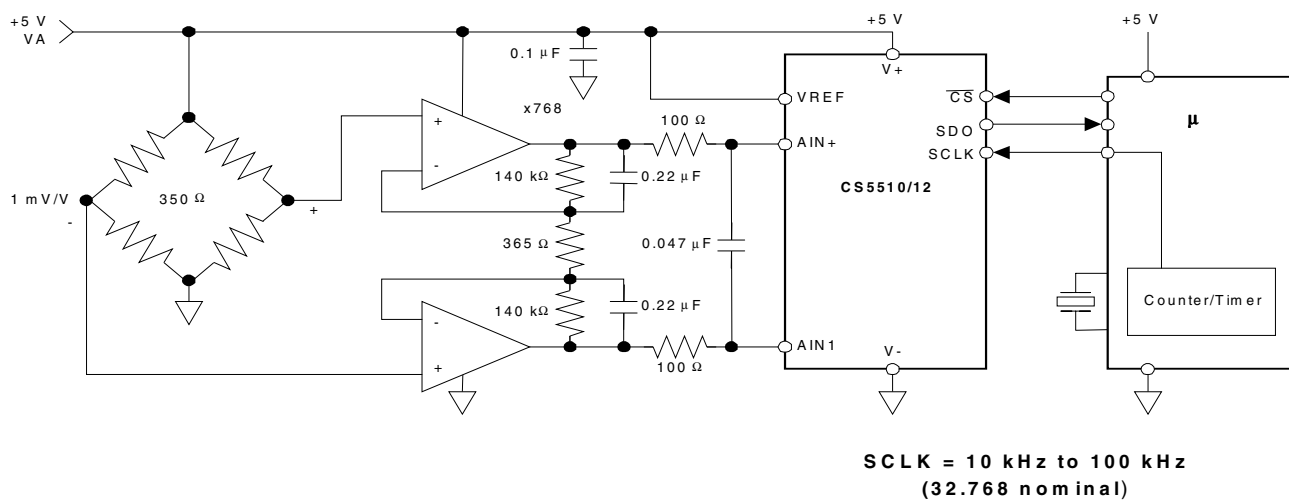 +5 V
VA
+5 V
+5 V
0.1 μF
V+
x768
VREF
CS
SDO
SCLK
μ
+
-
100 Ω
AIN+
140 kΩ
0.22 μF
CS5510/12
1 mV/V
-
350 Ω
+
365 Ω
0.047 μF
0.22 μF
140 kΩ
-
+
100 Ω
AIN1
V-
Counter/Timer
SCLK = 10 kHz to 100 kHz
(32.768 nominal)